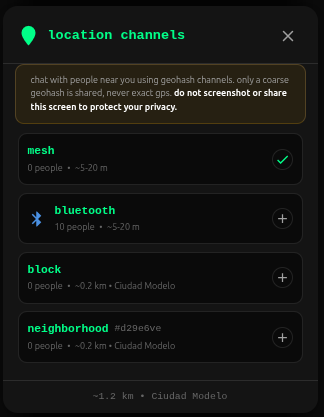 location channels
chat with people near you using geohash channels. only a coarse
geohash is shared, never exact gps. do not screenshot or share
this screen to protect your privacy.
mesh
0 people • ~5-20 m
bluetooth
10 people • ~5-20 m
block
0 people • ~0.2 km • Ciudad Modelo
neighborhood #d29e6ve
0 people • ~0.2 km • Ciudad Modelo
~1.2 km • Ciudad Modelo